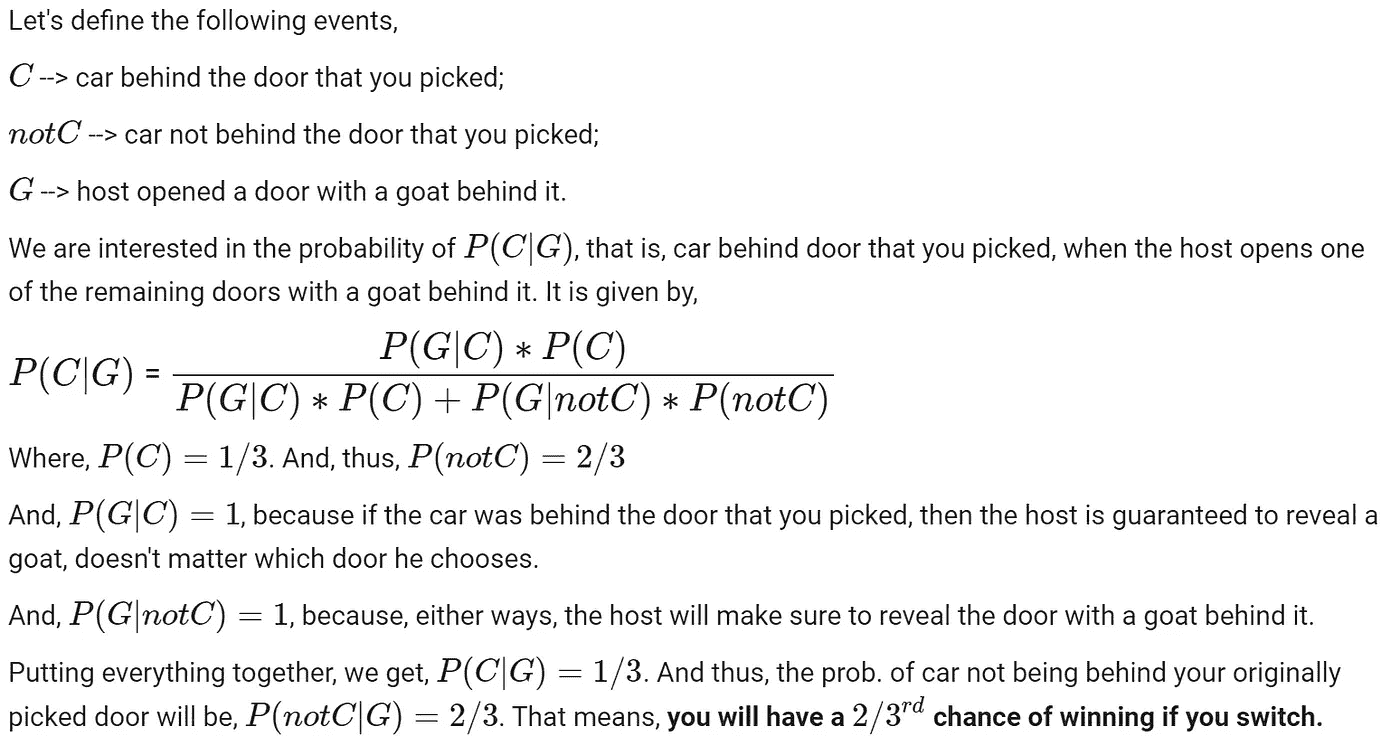 Let's define the following events,
C --> car behind the door that you picked;
notC --> car not behind the door that you picked;
G --> host opened a door with a goat behind it.
We are interested in the probability of P(C|G), that is, car behind door that you picked, when the host opens one
of the remaining doors with a goat behind it. It is given by,
P(C|G) = P(G|C) * P(C) / P(G|C) * P(C) + P(G|notC) * P(notC)
Where, P(C) = 1/3. And, thus, P(notC) = 2/3
And, P(G|C) = 1, because if the car was behind the door that you picked, then the host is guaranteed to reveal a
goat, doesn't matter which door he chooses.
And, P(G|notC) = 1, because, either ways, the host will make sure to reveal the door with a goat behind it.
Putting everything together, we get, P(C|G) = 1/3. And thus, the prob. of car not being behind your originally
picked door will be, P(notC|G) = 2/3. That means, you will have a 2/3rd chance of winning if you switch.